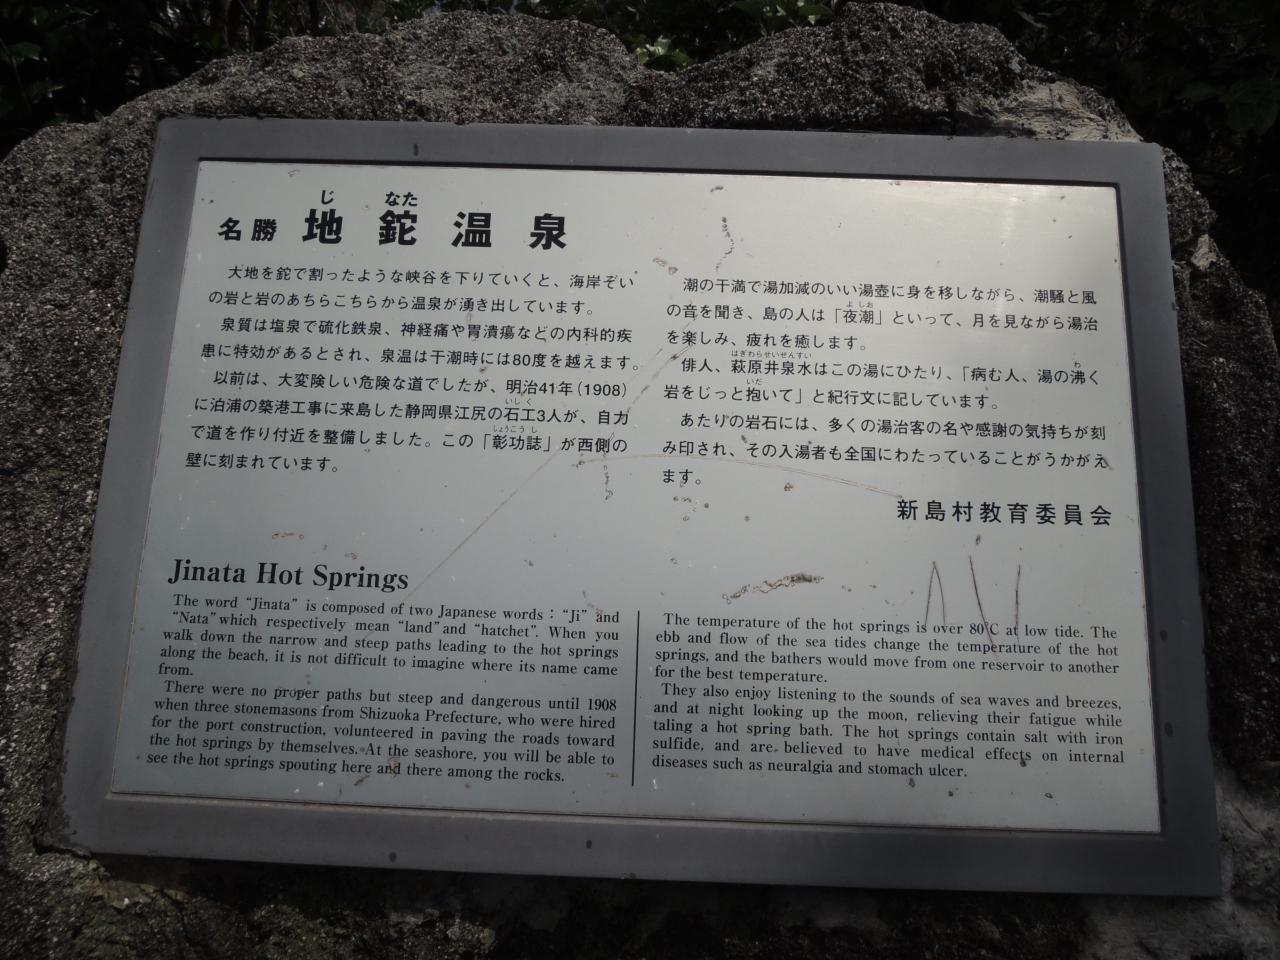 名勝 地鉈温泉
じ なた
大地を鉈で割ったような峡谷を下りていくと、海岸ぞい
の岩と岩のあちらこちらから温泉が湧き出しています。
泉質は塩泉で硫化鉄泉、神経痛や胃潰瘍などの内科的疾
患に特効があるとされ、泉温は干潮時には80度を越えます。
以前は、大変険しい危険な道でしたが、明治41年(1908)
いしく
に泊浦の築港工事に来島した静岡県江尻の石工3人が、自力
しょうこうし
で道を作り付近を整備しました。この「彰功誌」が西側の
壁に刻まれています。
潮の干満で湯加減のいい湯壺に身を移しながら、潮騒と風
よしお
の音を聞き、島の人は「夜潮」といって、月を見ながら湯治
を楽しみ、疲れを癒します。
はぎわらせいせんすい わ
俳人、萩原井泉水はこの湯にひたり、「病む人、湯の沸く
いだ
岩をじっと抱いて」と紀行文に記しています。
あたりの岩石には、多くの湯治客の名や感謝の気持ちが刻
み印され、その入湯者も全国にわたっていることがうかがえ
ます。
新島村教育委員会
Jinata Hot Springs
The word "Jinata" is composed of two Japanese words : "Ji" and
"Nata" which respectively mean "land" and "hatchet". When you
walk down the narrow and steep paths leading to the hot springs
along the beach, it is not difficult to imagine where its name came
from.
There were no proper paths but steep and dangerous until 1908
when three stonemasons from Shizuoka Prefecture, who were hired
for the port construction, volunteered in paving the roads toward
the hot springs by themselves. At the seashore, you will be able to
see the hot springs spouting here and there among the rocks.
The temperature of the hot springs is over 80°C at low tide. The
ebb and flow of the sea tides change the temperature of the hot
springs, and the bathers would move from one reservoir to another
for the best temperature.
They also enjoy listening to the sounds of sea waves and breezes,
and at night looking up the moon, relieving their fatigue while
taling a hot spring bath. The hot springs contain salt with iron
sulfide, and are believed to have medical effects on internal
diseases such as neuralgia and stomach ulcer.